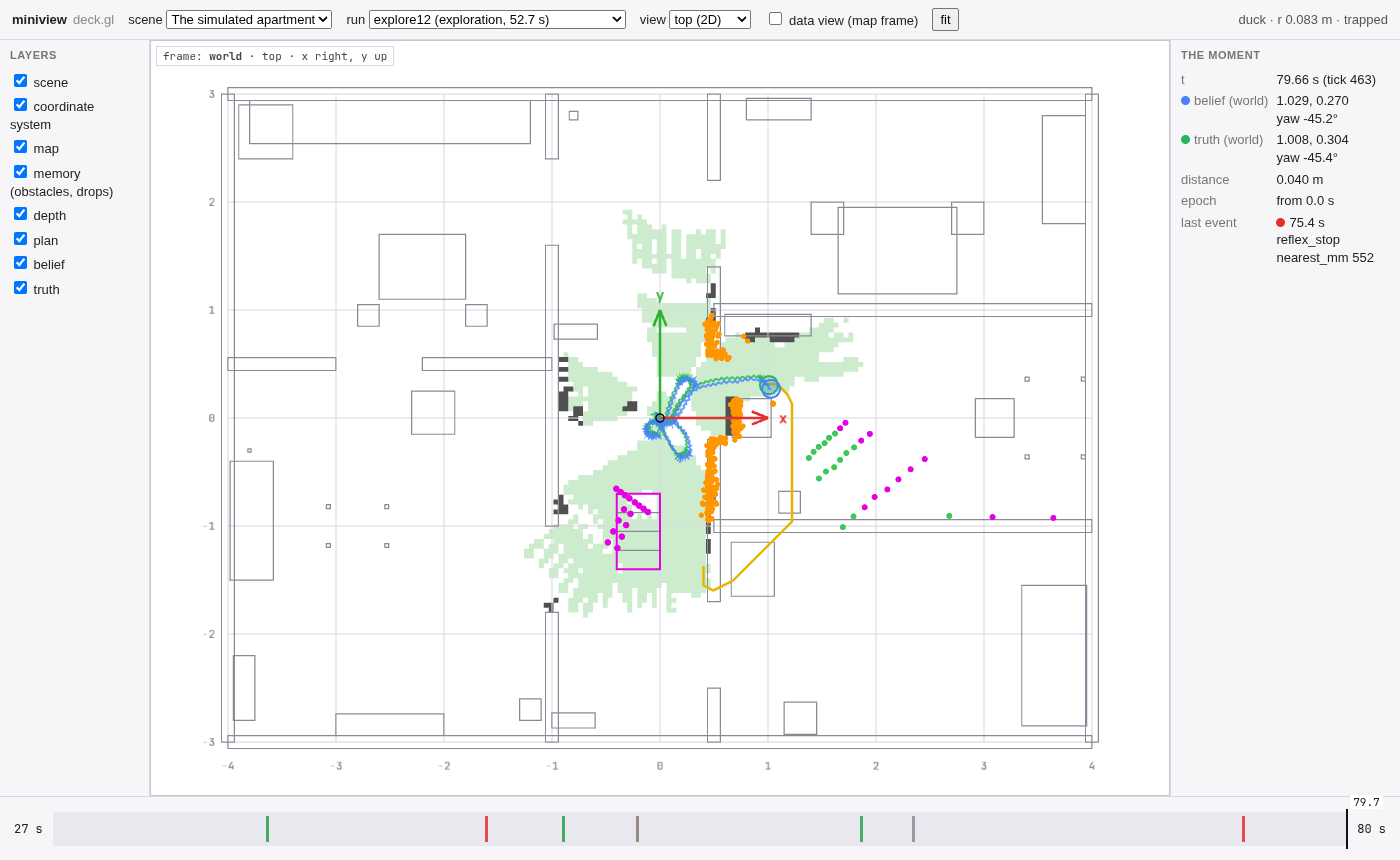 miniview deck.gl scene The simulated apartment run explore12 (exploration, 52.7 s) view top (2D) data view (map frame) fit duck · r 0.083 m · trapped
LAYERS
scene
coordinate
system
map
memory
(obstacles, drops)
depth
plan
belief
truth
frame: world · top · x right, y up
3
2
1
0
-1
-2
-3
y
x
-4 -3 -2 -1 0 1 2 3 4
THE MOMENT
t 79.66 s (tick 463)
belief (world) 1.029, 0.270
yaw -45.2°
truth (world) 1.008, 0.304
yaw -45.4°
distance 0.040 m
epoch from 0.0 s
last event 75.4 s
reflex_stop
nearest_mm 552
79.7
27 s 80 s